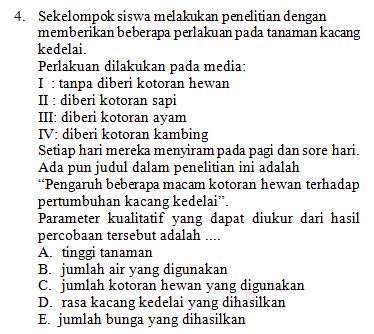 4. Sekelompok siswa melakukan penelitian dengan
memberikan beberapa perlakuan pada tanaman kacang
kedelai.
Perlakuan dilakukan pada media:
I : tanpa diberi kotoran hewan
II : diberi kotoran sapi
III: diberi kotoran ayam
IV: diberi kotoran kambing
Setiap hari mereka menyiram pada pagi dan sore hari.
Ada pun judul dalam penelitian ini adalah
“Pengaruh beberapa macam kotoran hewan terhadap
pertumbuhan kacang kedelai”.
Parameter kualitatif yang dapat diukur dari hasil
percobaan tersebut adalah ....
A. tinggi tanaman
B. jumlah air yang digunakan
C. jumlah kotoran hewan yang digunakan
D. rasa kacang kedelai yang dihasilkan
E. jumlah bunga yang dihasilkan